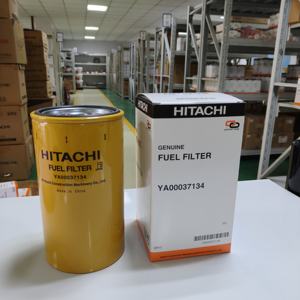 HITACHI
FUEL FILTER
YA00037134
Hitachi Construction Machinery Co., Ltd.
Made in China
HITACHI
GENUINE
FUEL FILTER
YA00037134